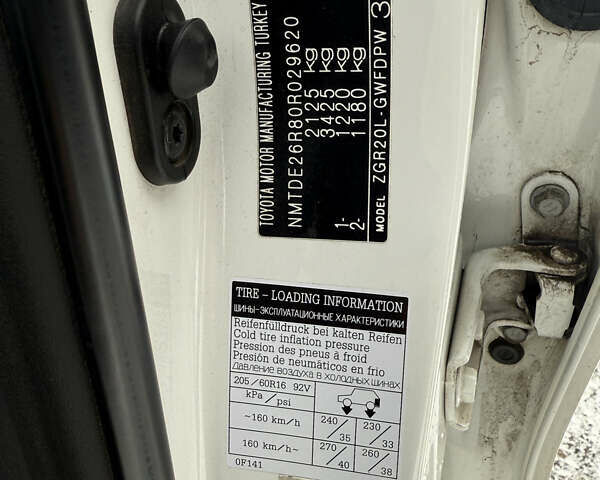 TOYOTA MOTOR MANUFACTURING TURKEY
NMTDE26R80R029620
2125 kg
3425 kg
1- 1220 kg
2- 1180 kg
MODEL ZGR20L-GWFDPW 3
TIRE – LOADING INFORMATION
ШИНЫ-ЭКСПЛУАТАЦИОННЫЕ ХАРАКТЕРИСТИКИ
Reifenfülldruck bei kalten Reifen
Cold tire inflation pressure
Pression des pneus à froid
Presión de neumáticos en frio
Давление воздуха в холодных шинах
205/60R16 92V
kPa/psi
~160 km/h 240/35 230/33
160 km/h~ 270/40 260/38
0F141